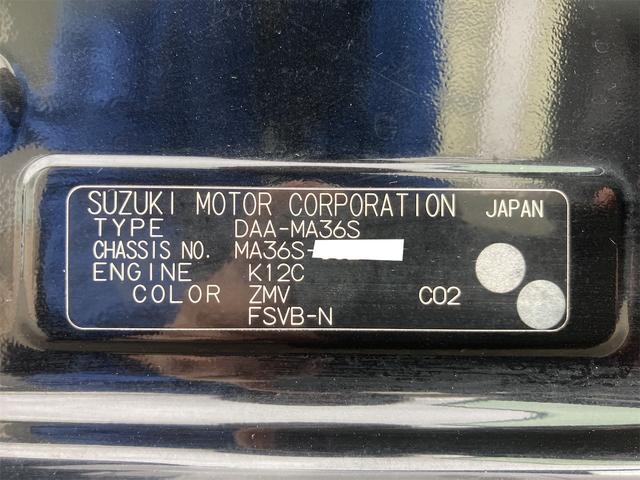 SUZUKI MOTOR CORPORATION JAPAN
TYPE DAA-MA36S
CHASSIS NO. MA36S-
ENGINE K12C
COLOR ZMV C02
FSVB-N